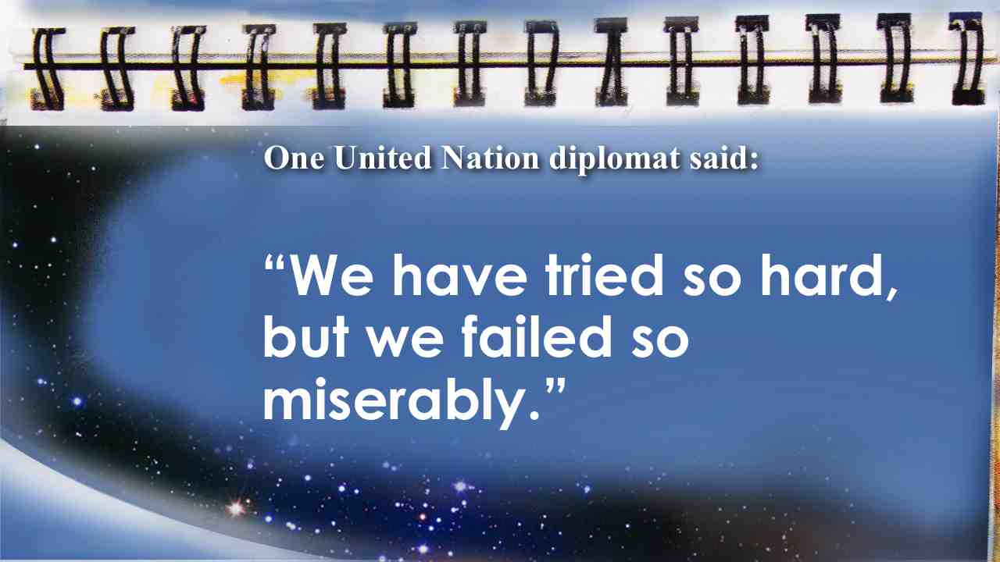 One United Nation diplomat said:
“We have tried so hard,
but we failed so
miserably.”